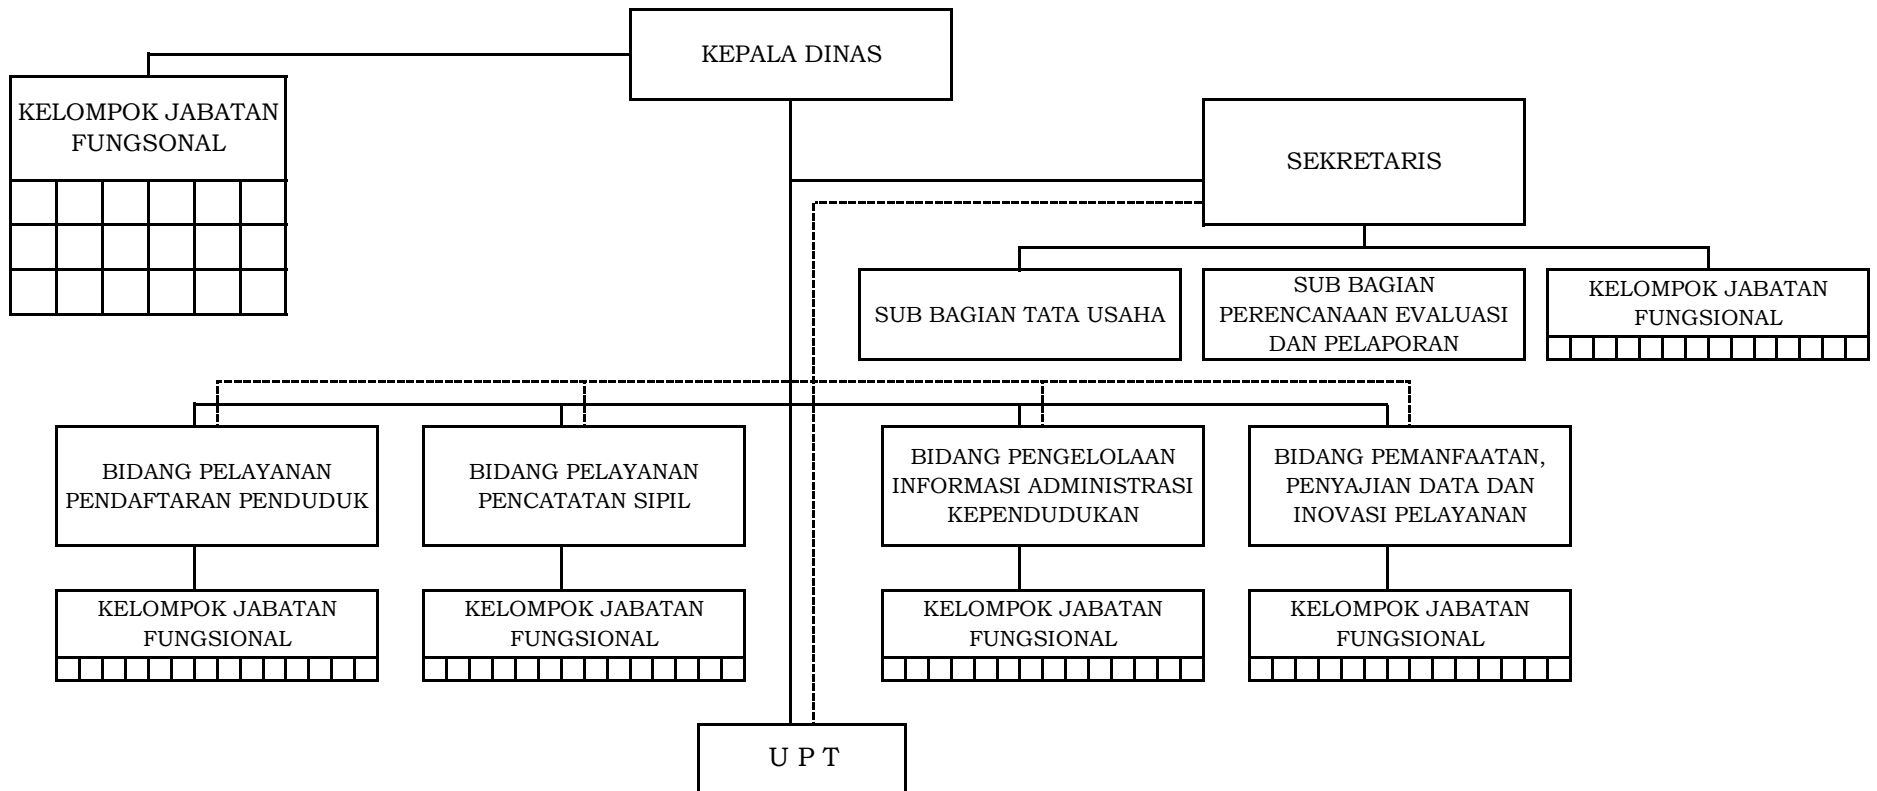 KEPALA DINAS
KELOMPOK JABATAN
FUNGSONAL
SEKRETARIS
SUB BAGIAN TATA USAHA
SUB BAGIAN
PERENCANAAN EVALUASI
DAN PELAPORAN
KELOMPOK JABATAN
FUNGSIONAL
BIDANG PELAYANAN
PENDAFTARAN PENDUDUK
BIDANG PELAYANAN
PENCATATAN SIPIL
BIDANG PENGELOLAAN
INFORMASI ADMINISTRASI
KEPENDUDUKAN
BIDANG PEMANFAATAN,
PENYAJIAN DATA DAN
INOVASI PELAYANAN
KELOMPOK JABATAN
FUNGSIONAL
KELOMPOK JABATAN
FUNGSIONAL
KELOMPOK JABATAN
FUNGSIONAL
KELOMPOK JABATAN
FUNGSIONAL
U P T